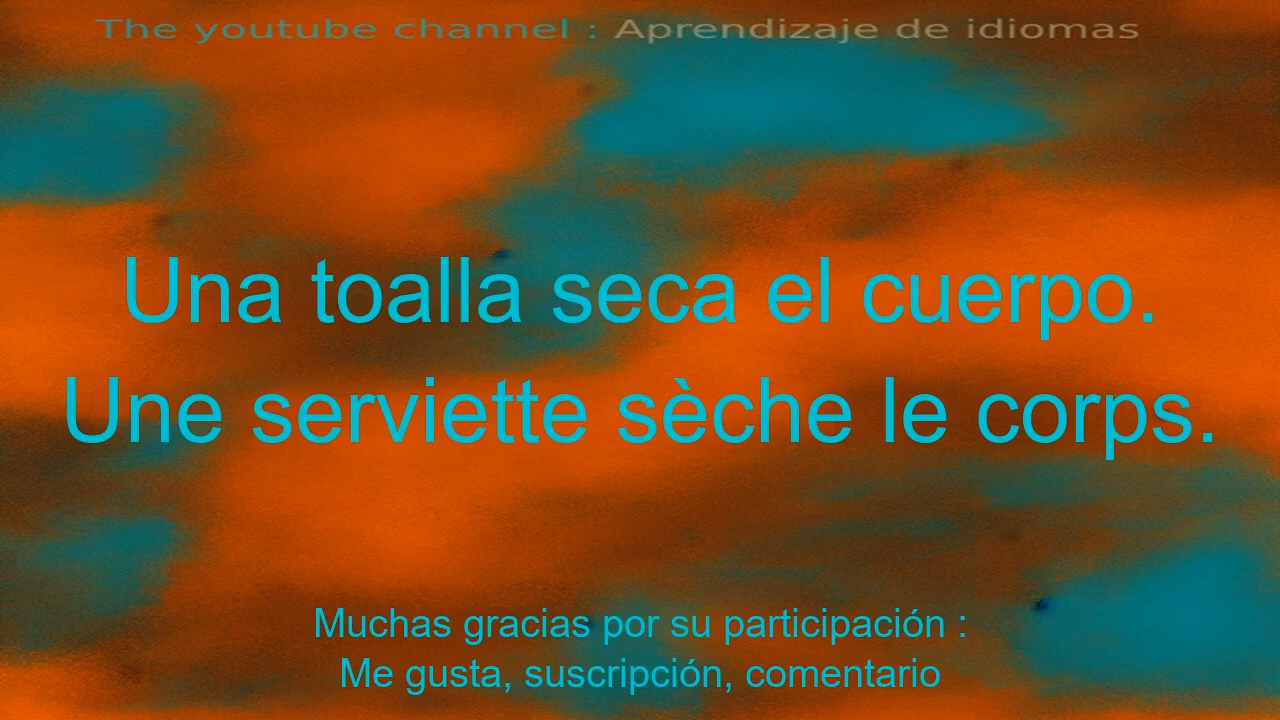 The youtube channel : Aprendizaje de idiomas
Una toalla seca el cuerpo.
Une serviette sèche le corps.
Muchas gracias por su participación :
Me gusta, suscripción, comentario